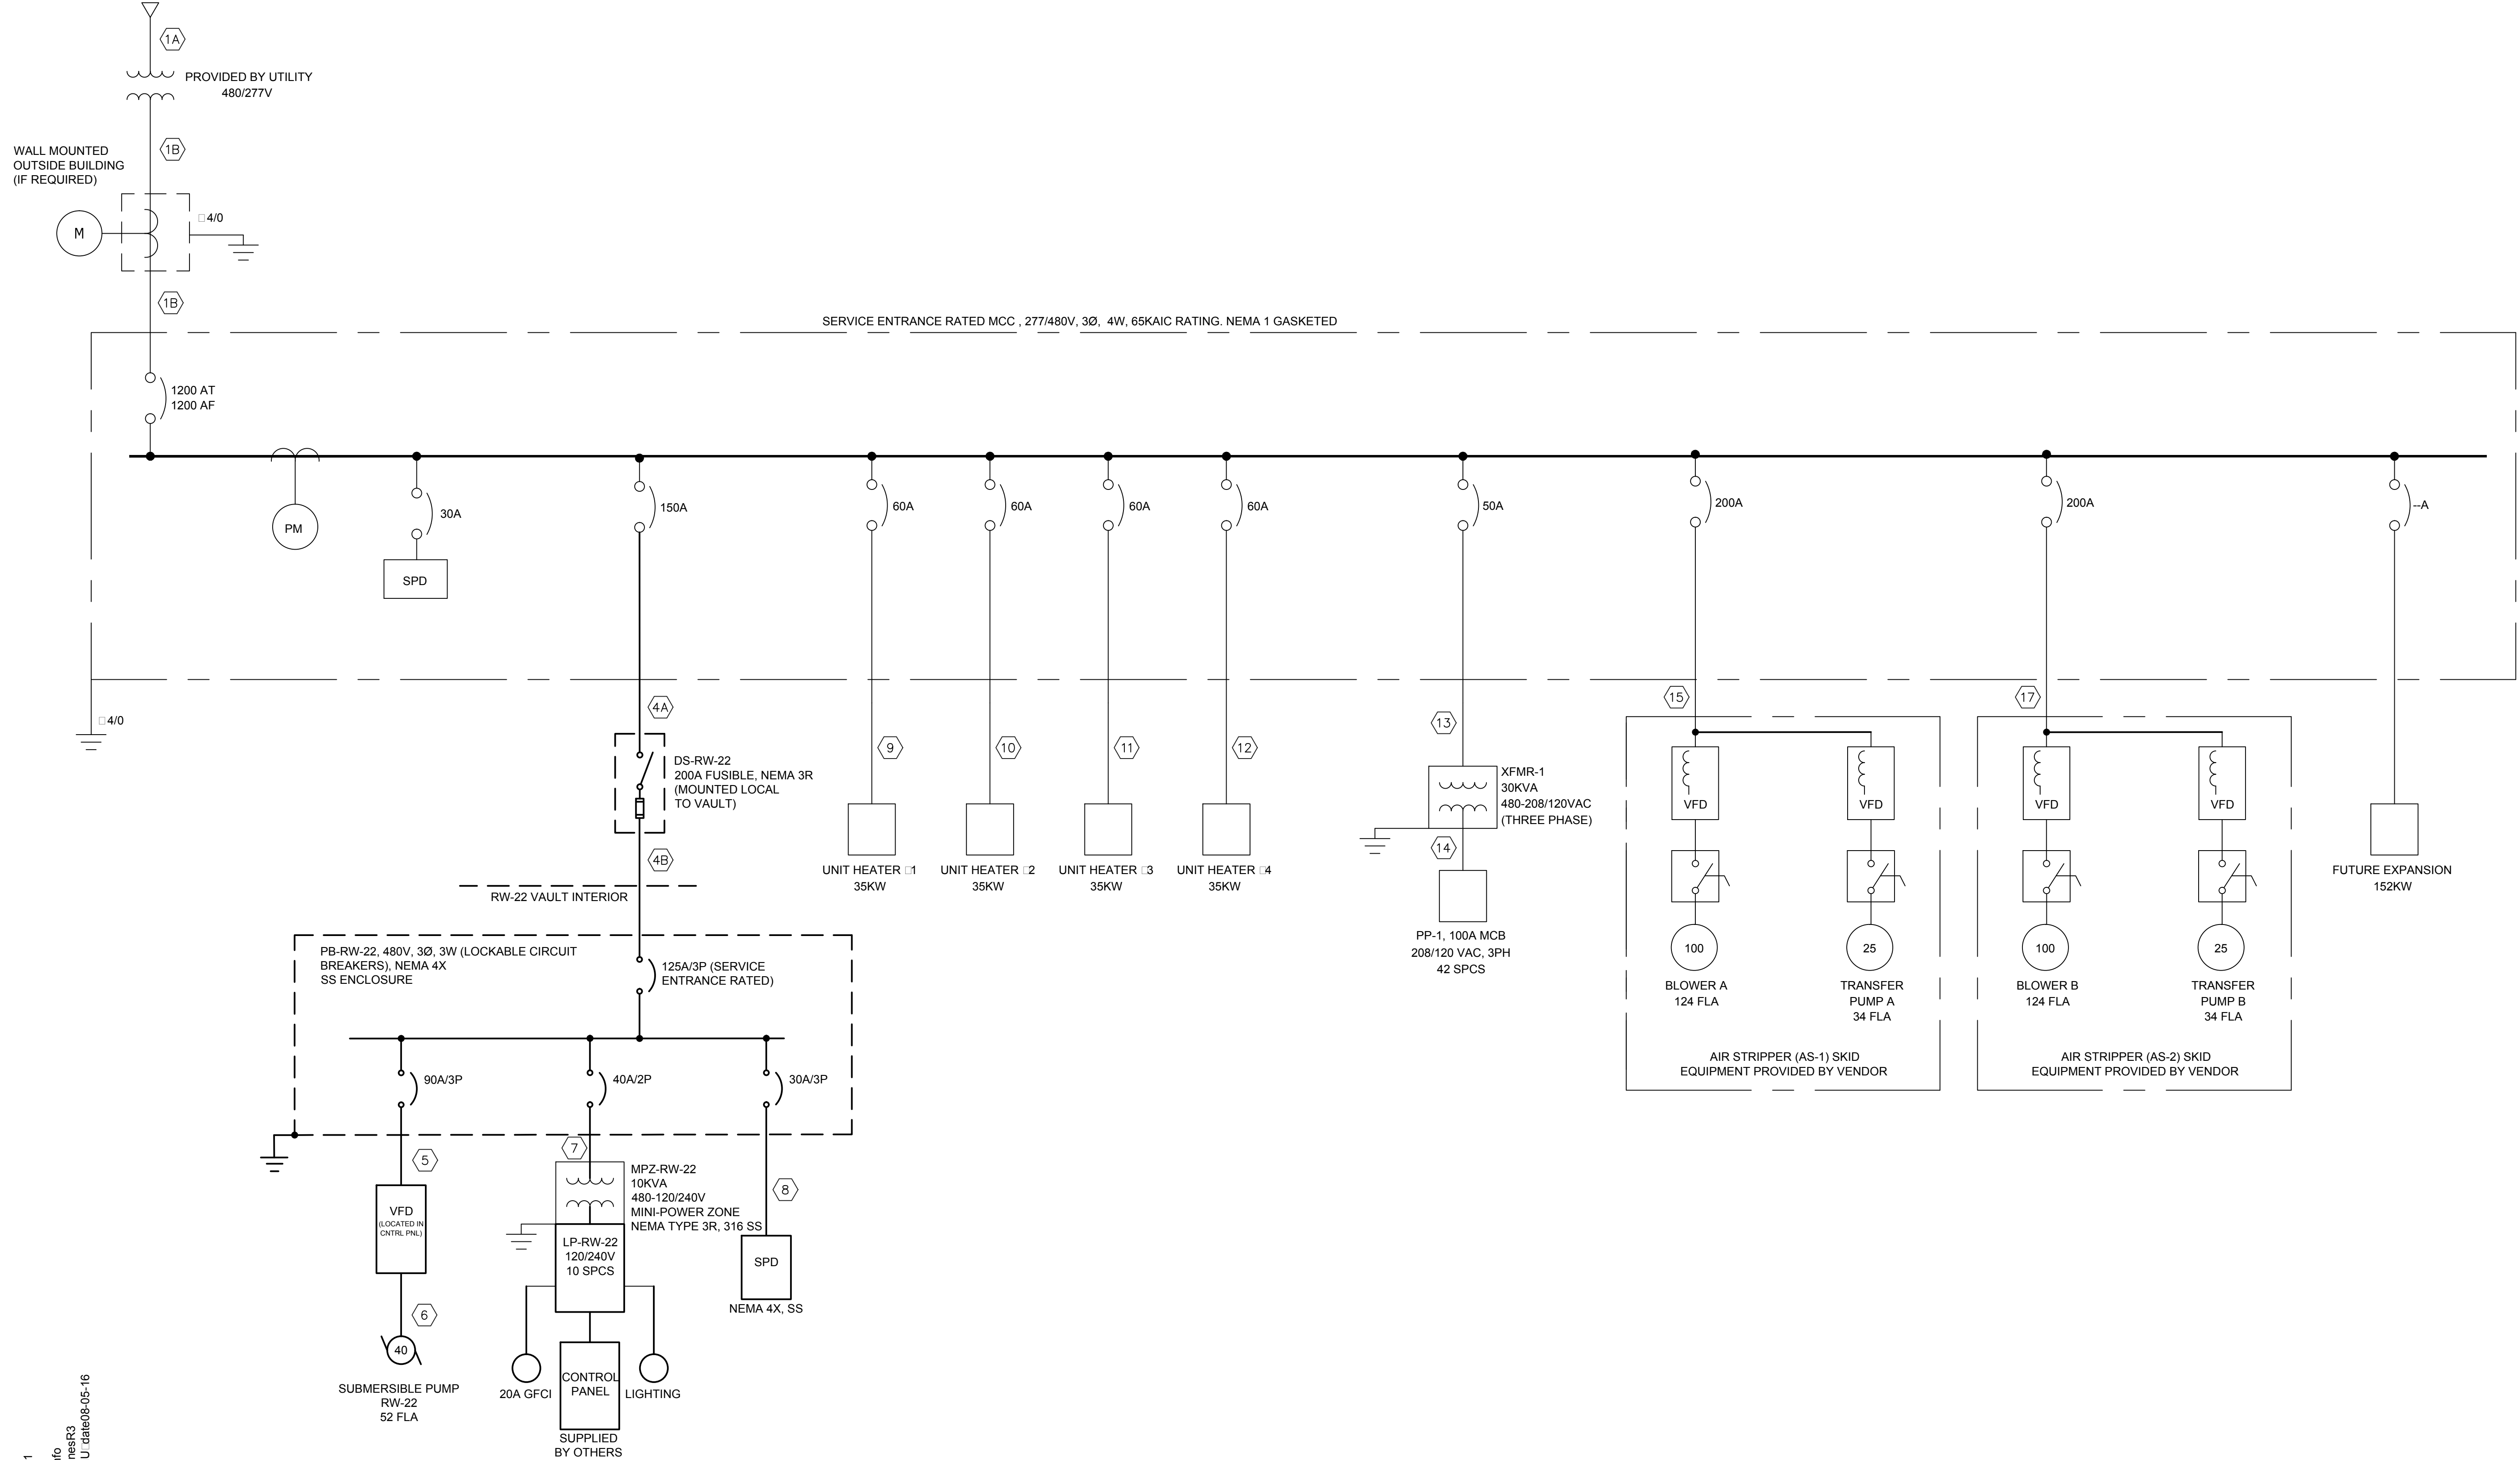 1A
PROVIDED BY UTILITY
480/277V
1B
WALL MOUNTED
OUTSIDE BUILDING
(IF REQUIRED)
M
□4/0
1B
SERVICE ENTRANCE RATED MCC , 277/480V, 3Ø, 4W, 65KAIC RATING. NEMA 1 GASKETED
1200 AT
1200 AF
PM
30A
SPD
150A
60A
60A
60A
60A
50A
200A
200A
--A
□4/0
4A
DS-RW-22
200A FUSIBLE, NEMA 3R
(MOUNTED LOCAL
TO VAULT)
4B
RW-22 VAULT INTERIOR
9
UNIT HEATER □1
35KW
10
UNIT HEATER □2
35KW
11
UNIT HEATER □3
35KW
12
UNIT HEATER □4
35KW
13
XFMR-1
30KVA
480-208/120VAC
(THREE PHASE)
14
PP-1, 100A MCB
208/120 VAC, 3PH
42 SPCS
15
VFD
VFD
100
25
BLOWER A
124 FLA
TRANSFER
PUMP A
34 FLA
AIR STRIPPER (AS-1) SKID
EQUIPMENT PROVIDED BY VENDOR
17
VFD
VFD
100
25
BLOWER B
124 FLA
TRANSFER
PUMP B
34 FLA
AIR STRIPPER (AS-2) SKID
EQUIPMENT PROVIDED BY VENDOR
FUTURE EXPANSION
152KW
PB-RW-22, 480V, 3Ø, 3W (LOCKABLE CIRCUIT
BREAKERS), NEMA 4X
SS ENCLOSURE
125A/3P (SERVICE
ENTRANCE RATED)
90A/3P
40A/2P
30A/3P
5
VFD
(LOCATED IN
CNTRL PNL)
6
40
SUBMERSIBLE PUMP
RW-22
52 FLA
7
MPZ-RW-22
10KVA
480-120/240V
MINI-POWER ZONE
NEMA TYPE 3R, 316 SS
LP-RW-22
120/240V
10 SPCS
20A GFCI
CONTROL
PANEL
LIGHTING
SUPPLIED
BY OTHERS
8
SPD
NEMA 4X, SS
1
nfo
nesR3
U□date08-05-16